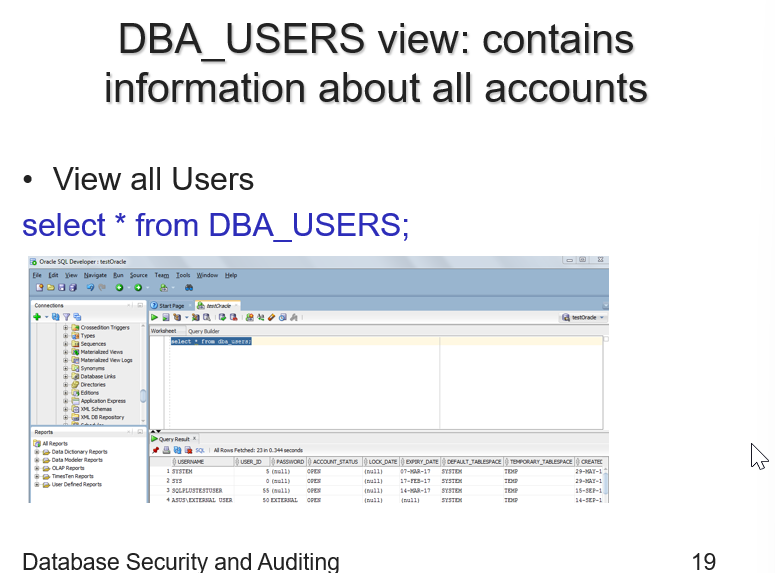 DBA_USERS view: contains
information about all accounts
• View all Users
select * from DBA_USERS;
Oracle SQL Developer : testOracle
File Edit View Navigate Run Source Team Tools Window Help
Connections
Crossedition Triggers
Types
Sequences
Materialized Views
Materialized View Logs
Synonyms
Database Links
Directories
Editions
Application Express
XML Schemas
XML DB Repository
Reports
All Reports
Data Dictionary Reports
Data Modeler Reports
OLAP Reports
TimesTen Reports
User Defined Reports
Start Page testOracle
testOracle
Worksheet Query Builder
select * from dba_users;
Query Result
SQL | All Rows Fetched: 23 in 0.344 seconds
USERNAME USER_ID PASSWORD ACCOUNT_STATUS LOCK_DATE EXPIRY_DATE DEFAULT_TABLESPACE TEMPORARY_TABLESPACE CREATED
1 SYSTEM 5 (null) OPEN (null) 07-MAR-17 SYSTEM TEMP 29-MAY-1
2 SYS 0 (null) OPEN (null) 17-FEB-17 SYSTEM TEMP 29-MAY-1
3 SQLPLUSTESTUSER 55 (null) OPEN (null) 14-MAR-17 SYSTEM TEMP 15-SEP-1
4 ASUS\EXTERNAL USER 50 EXTERNAL OPEN (null) (null) SYSTEM TEMP 14-SEP-1
Database Security and Auditing 19